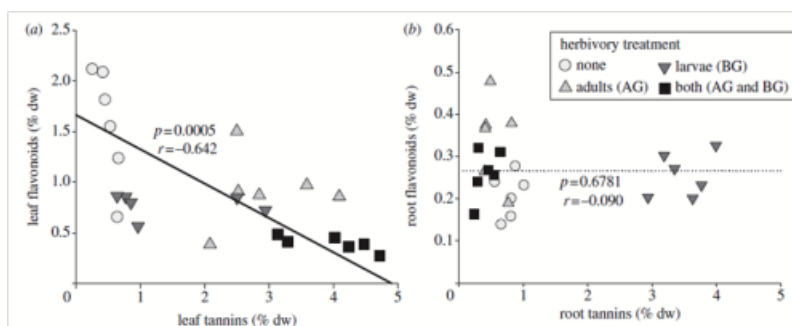 (a)
2.5
2.0
1.5
1.0
0.5
0
1
2
3
4
5
leaf flavonoids (% dw)
leaf tannins (% dw)
p=0.0005
r=−0.642
(b)
0.6
0.5
0.4
0.3
0.2
0.1
0
1
2
3
4
5
root flavonoids (% dw)
root tannins (% dw)
herbivory treatment
none
larvae (BG)
adults (AG)
both (AG and BG)
p=0.6781
r=−0.090